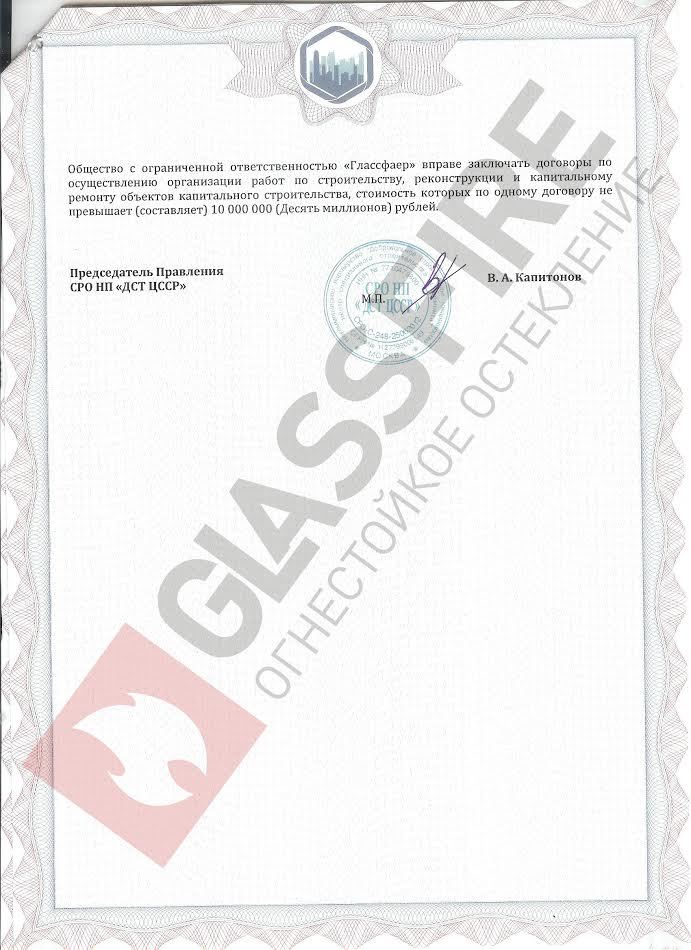 Общество с ограниченной ответственностью «Глассфаер» вправе заключать договоры по
осуществлению организации работ по строительству, реконструкции и капитальному
ремонту объектов капитального строительства, стоимость которых по одному договору не
превышает (составляет) 10 000 000 (Десять миллионов) рублей.
Председатель Правления
СРО НП «ДСТ ЦССР»
М.П.
СРО НП
"ДСТ ЦССР"
МОСКВА
В. А. Капитонов
GLASSFIRE
ОГНЕСТОЙКОЕ ОСТЕКЛЕНИЕ